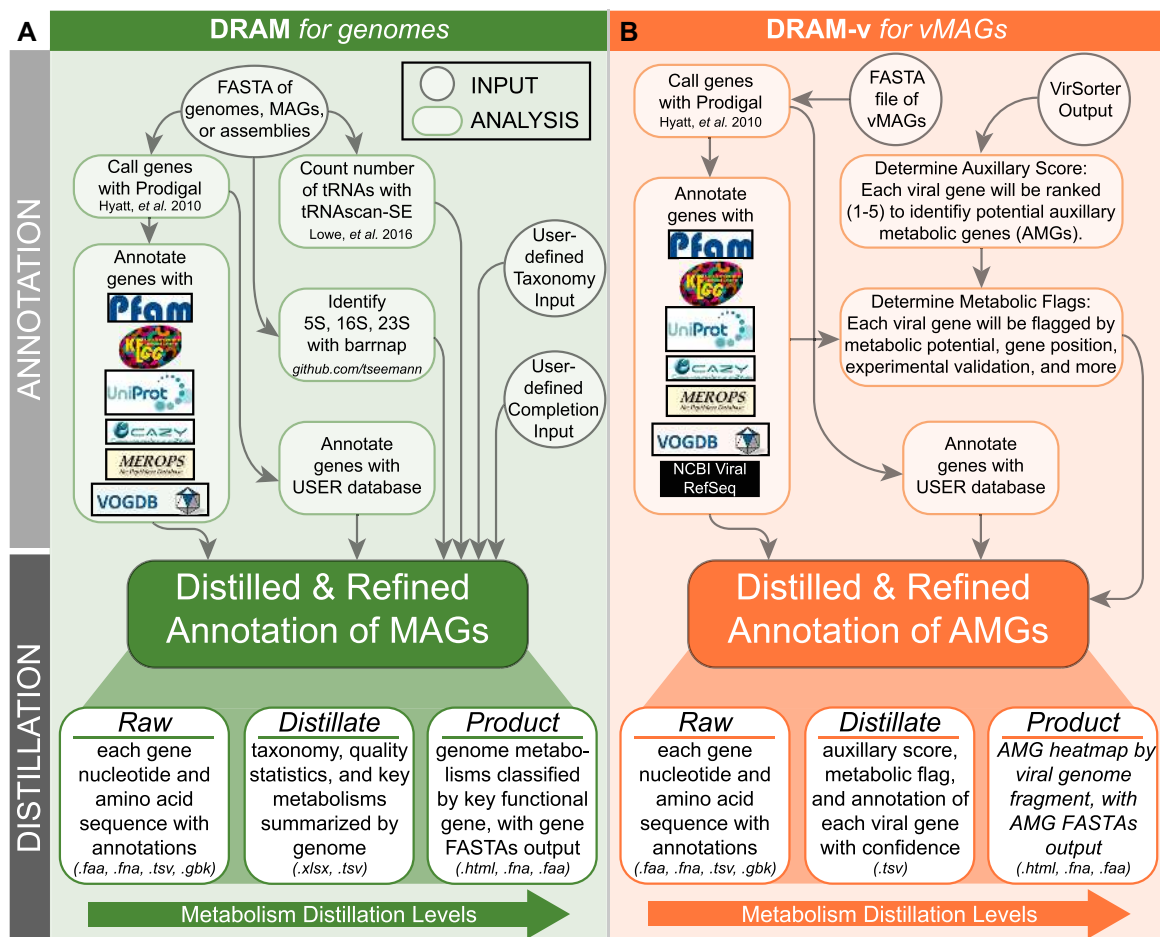 A
DRAM for genomes
ANNOTATION
FASTA of
genomes, MAGs,
or assemblies
INPUT
ANALYSIS
Call genes
with Prodigal
Hyatt, et al. 2010
Count number
of tRNAs with
tRNAscan-SE
Lowe, et al. 2016
Annotate
genes with
Pfam
KEGG
UniProt
CAZY
MEROPS
VOGDB
Identify
5S, 16S, 23S
with barrnap
github.com/tseemann
Annotate
genes with
USER database
User-
defined
Taxonomy
Input
User-
defined
Completion
Input
DISTILLATION
Distilled & Refined
Annotation of MAGs
Raw
each gene
nucleotide and
amino acid
sequence with
annotations
(.faa, .fna, .tsv, .gbk)
Distillate
taxonomy, quality
statistics, and key
metabolisms
summarized by
genome
(.xlsx, .tsv)
Product
genome metabo-
lisms classified
by key functional
gene, with gene
FASTAs output
(.html, .fna, .faa)
Metabolism Distillation Levels
B
DRAM-v for vMAGs
Call genes
with Prodigal
Hyatt, et al. 2010
FASTA
file of
vMAGs
VirSorter
Output
Annotate
genes with
Pfam
KEGG
UniProt
CAZY
MEROPS
VOGDB
NCBI Viral
RefSeq
Determine Auxillary Score:
Each viral gene will be ranked
(1-5) to identifiy potential auxillary
metabolic genes (AMGs).
Determine Metabolic Flags:
Each viral gene will be flagged by
metabolic potential, gene position,
experimental validation, and more
Annotate
genes with
USER database
Distilled & Refined
Annotation of AMGs
Raw
each gene
nucleotide and
amino acid
sequence with
annotations
(.faa, .fna, .tsv, .gbk)
Distillate
auxillary score,
metabolic flag,
and annotation of
each viral gene
with confidence
(.tsv)
Product
AMG heatmap by
viral genome
fragment, with
AMG FASTAs
output
(.html, .fna, .faa)
Metabolism Distillation Levels